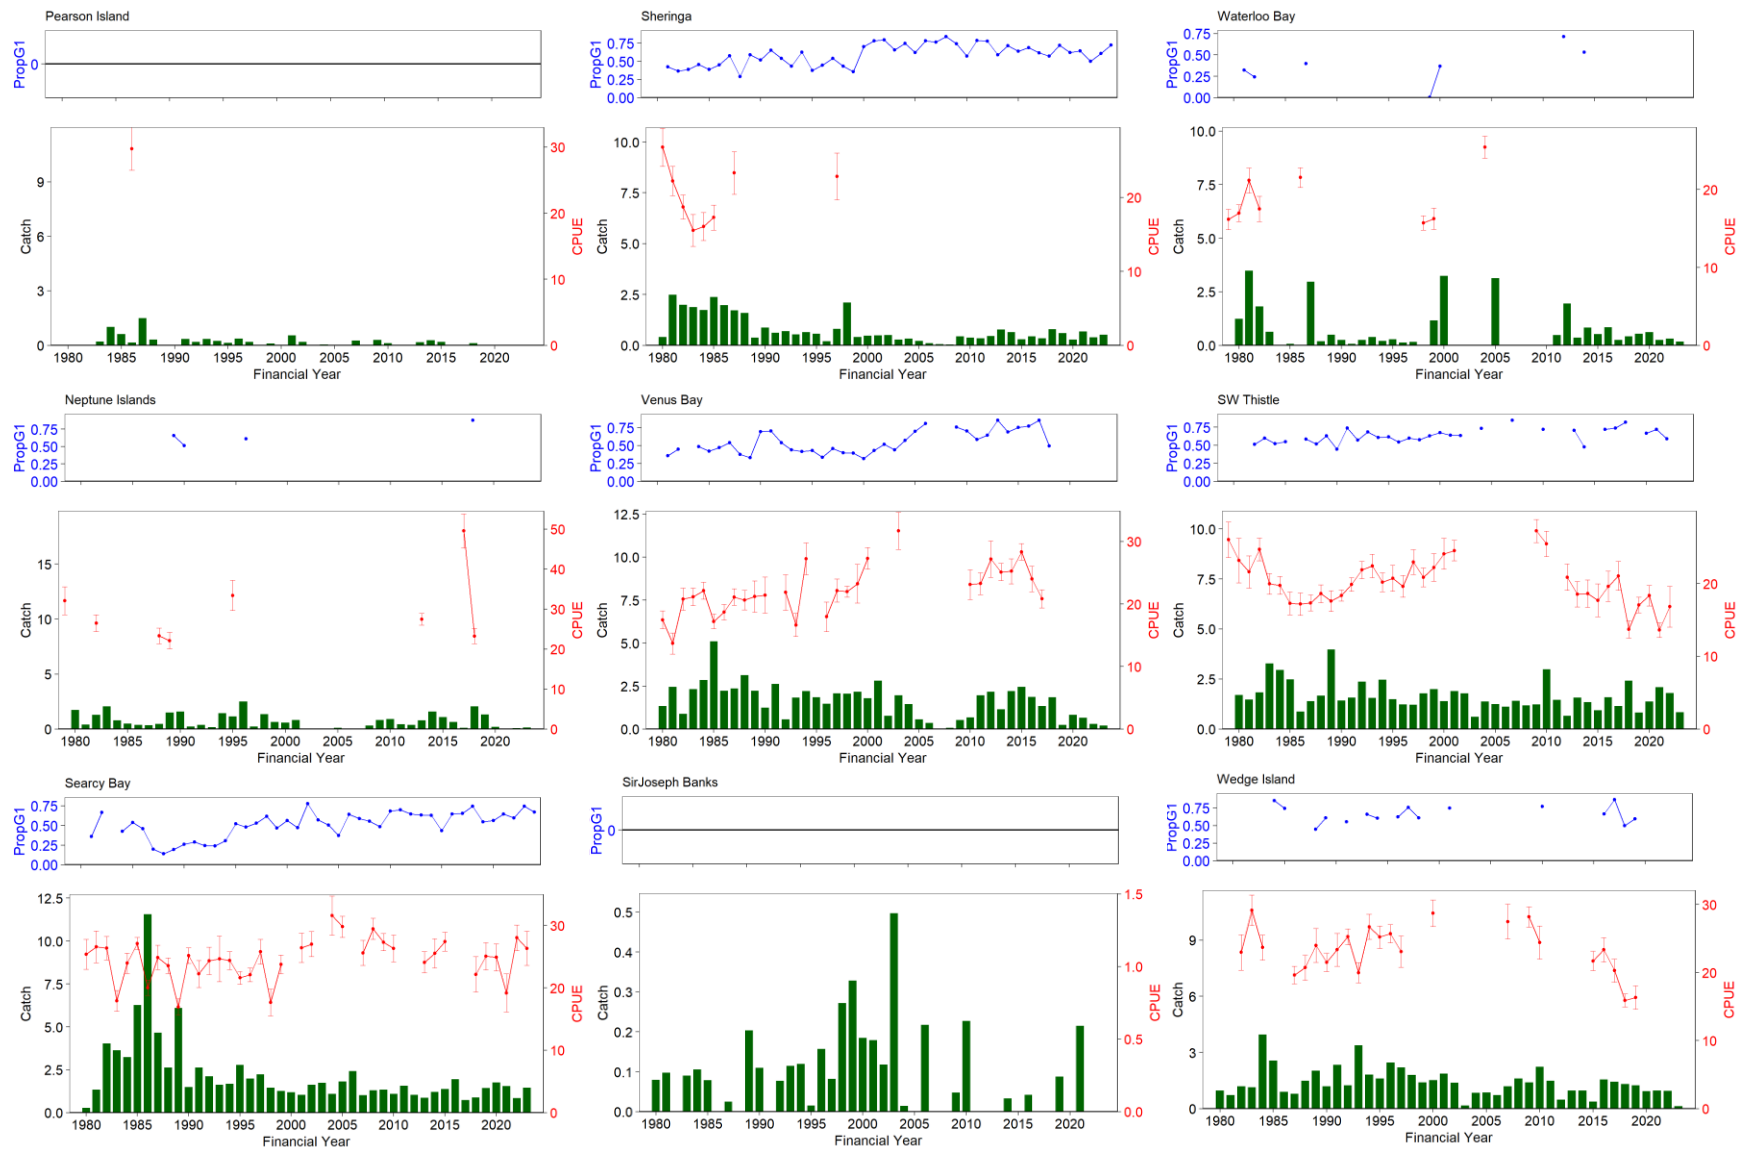 Pearson Island
PropG1
0
Catch
9
6
3
0
CPUE
30
20
10
0
1980 1985 1990 1995 2000 2005 2010 2015 2020
Financial Year
Sheringa
PropG1
0.75
0.50
0.25
0.00
Catch
10.0
7.5
5.0
2.5
0.0
CPUE
20
10
0
1980 1985 1990 1995 2000 2005 2010 2015 2020
Financial Year
Waterloo Bay
PropG1
0.75
0.50
0.25
0.00
Catch
10.0
7.5
5.0
2.5
0.0
CPUE
20
10
0
1980 1985 1990 1995 2000 2005 2010 2015 2020
Financial Year
Neptune Islands
PropG1
0.75
0.50
0.25
0.00
Catch
15
10
5
0
CPUE
50
40
30
20
10
0
1980 1985 1990 1995 2000 2005 2010 2015 2020
Financial Year
Venus Bay
PropG1
0.75
0.50
0.25
0.00
Catch
12.5
10.0
7.5
5.0
2.5
0.0
CPUE
30
20
10
0
1980 1985 1990 1995 2000 2005 2010 2015 2020
Financial Year
SW Thistle
PropG1
0.75
0.50
0.25
0.00
Catch
10.0
7.5
5.0
2.5
0.0
CPUE
20
10
0
1980 1985 1990 1995 2000 2005 2010 2015 2020
Financial Year
Searcy Bay
PropG1
0.75
0.50
0.25
0.00
Catch
12.5
10.0
7.5
5.0
2.5
0.0
CPUE
30
20
10
0
1980 1985 1990 1995 2000 2005 2010 2015 2020
Financial Year
SirJoseph Banks
PropG1
0
Catch
0.5
0.4
0.3
0.2
0.1
0.0
CPUE
1.5
1.0
0.5
0.0
1980 1985 1990 1995 2000 2005 2010 2015 2020
Financial Year
Wedge Island
PropG1
0.75
0.50
0.25
0.00
Catch
9
6
3
0
CPUE
30
20
10
0
1980 1985 1990 1995 2000 2005 2010 2015 2020
Financial Year